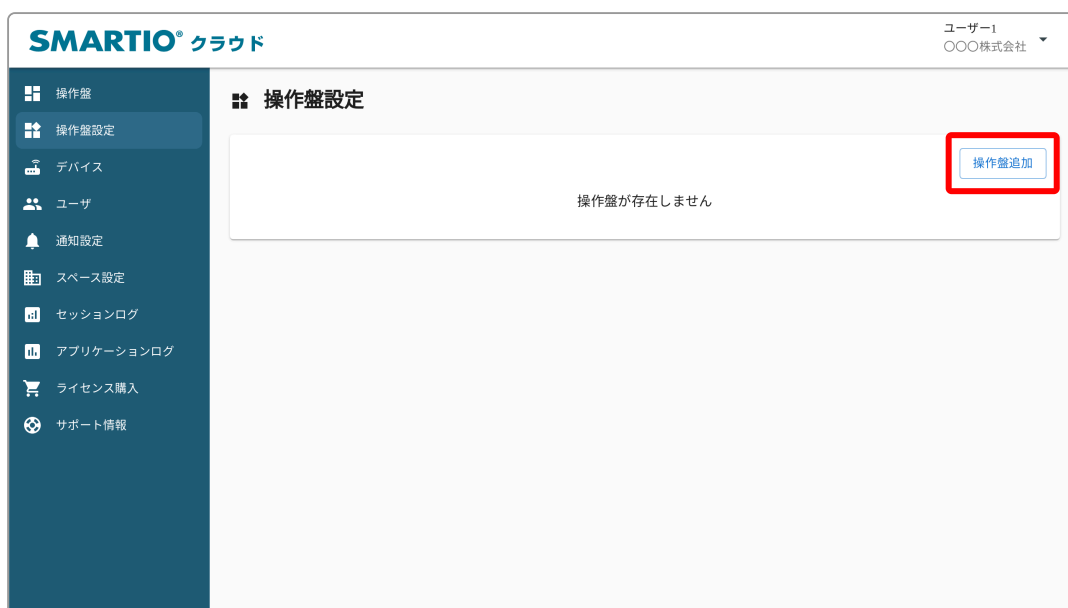 SMARTIO® クラウド
ユーザー1
〇〇〇株式会社
操作盤
操作盤設定
デバイス
ユーザ
通知設定
スペース設定
セッションログ
アプリケーションログ
ライセンス購入
サポート情報
操作盤設定
操作盤追加
操作盤が存在しません